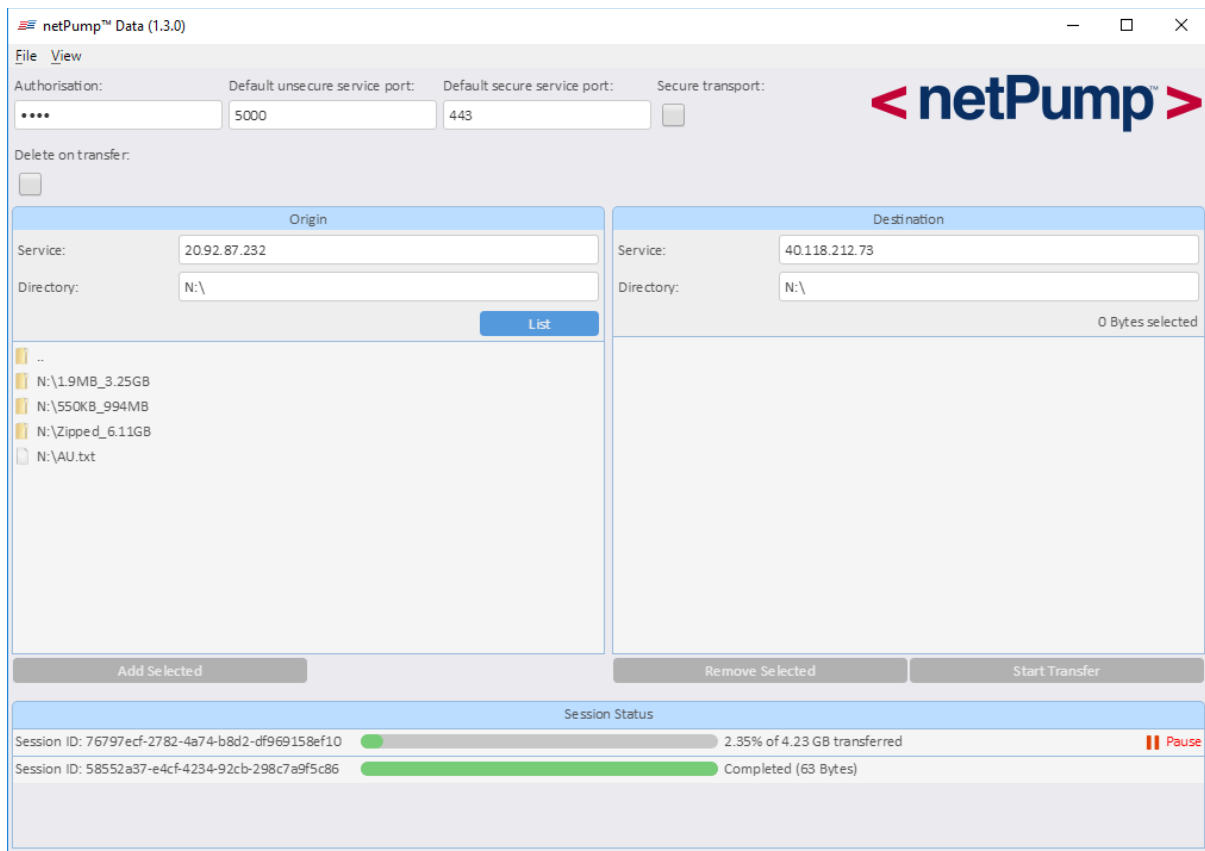 netPump™ Data (1.3.0)
File View
Authorisation: Default unsecure service port: Default secure service port: Secure transport:
•••• 5000 443
< netPump™ >
Delete on transfer:
Origin
Service: 20.92.87.232
Directory: N:\
List
..
N:\1.9MB_3.25GB
N:\550KB_994MB
N:\Zipped_6.11GB
N:\AU.txt
Add Selected
Destination
Service: 40.118.212.73
Directory: N:\
0 Bytes selected
Remove Selected Start Transfer
Session Status
Session ID: 76797ecf-2782-4a74-b8d2-df969158ef10 2.35% of 4.23 GB transferred Pause
Session ID: 58552a37-e4cf-4234-92cb-298c7a9f5c86 Completed (63 Bytes)